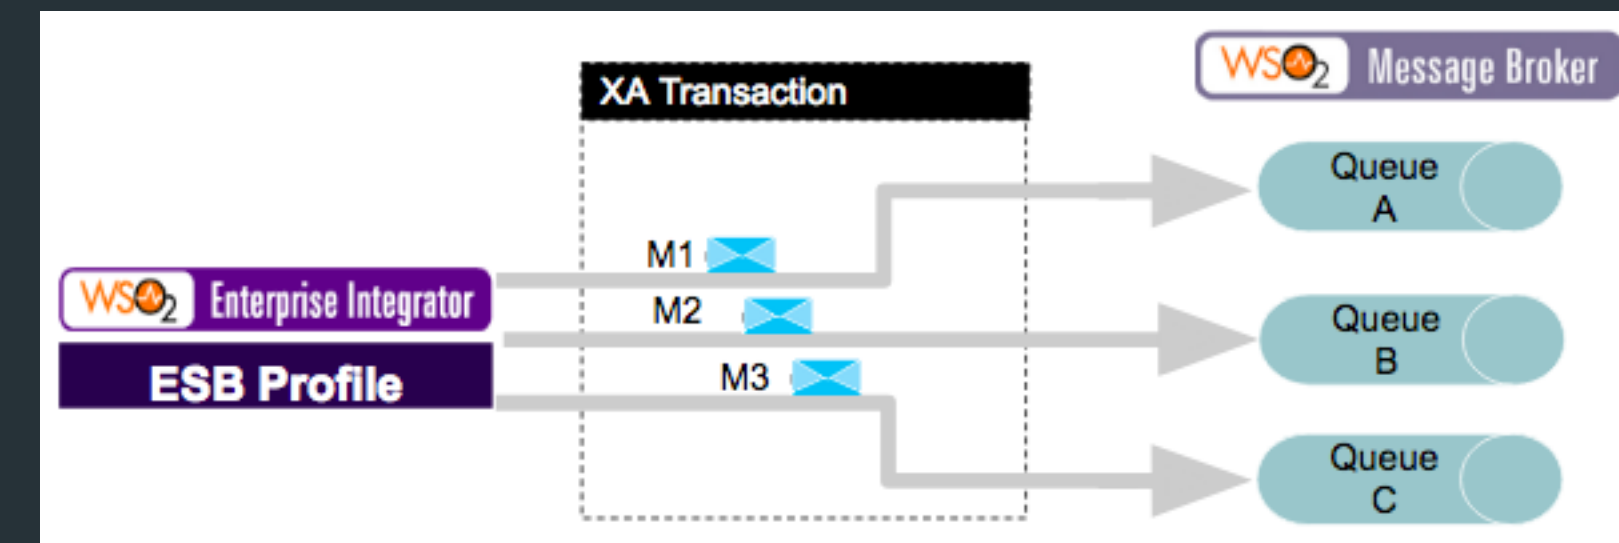 XA Transaction
WSO2 Message Broker
Queue
A
M1
WSO2 Enterprise Integrator
M2
Queue
B
ESB Profile
M3
Queue
C